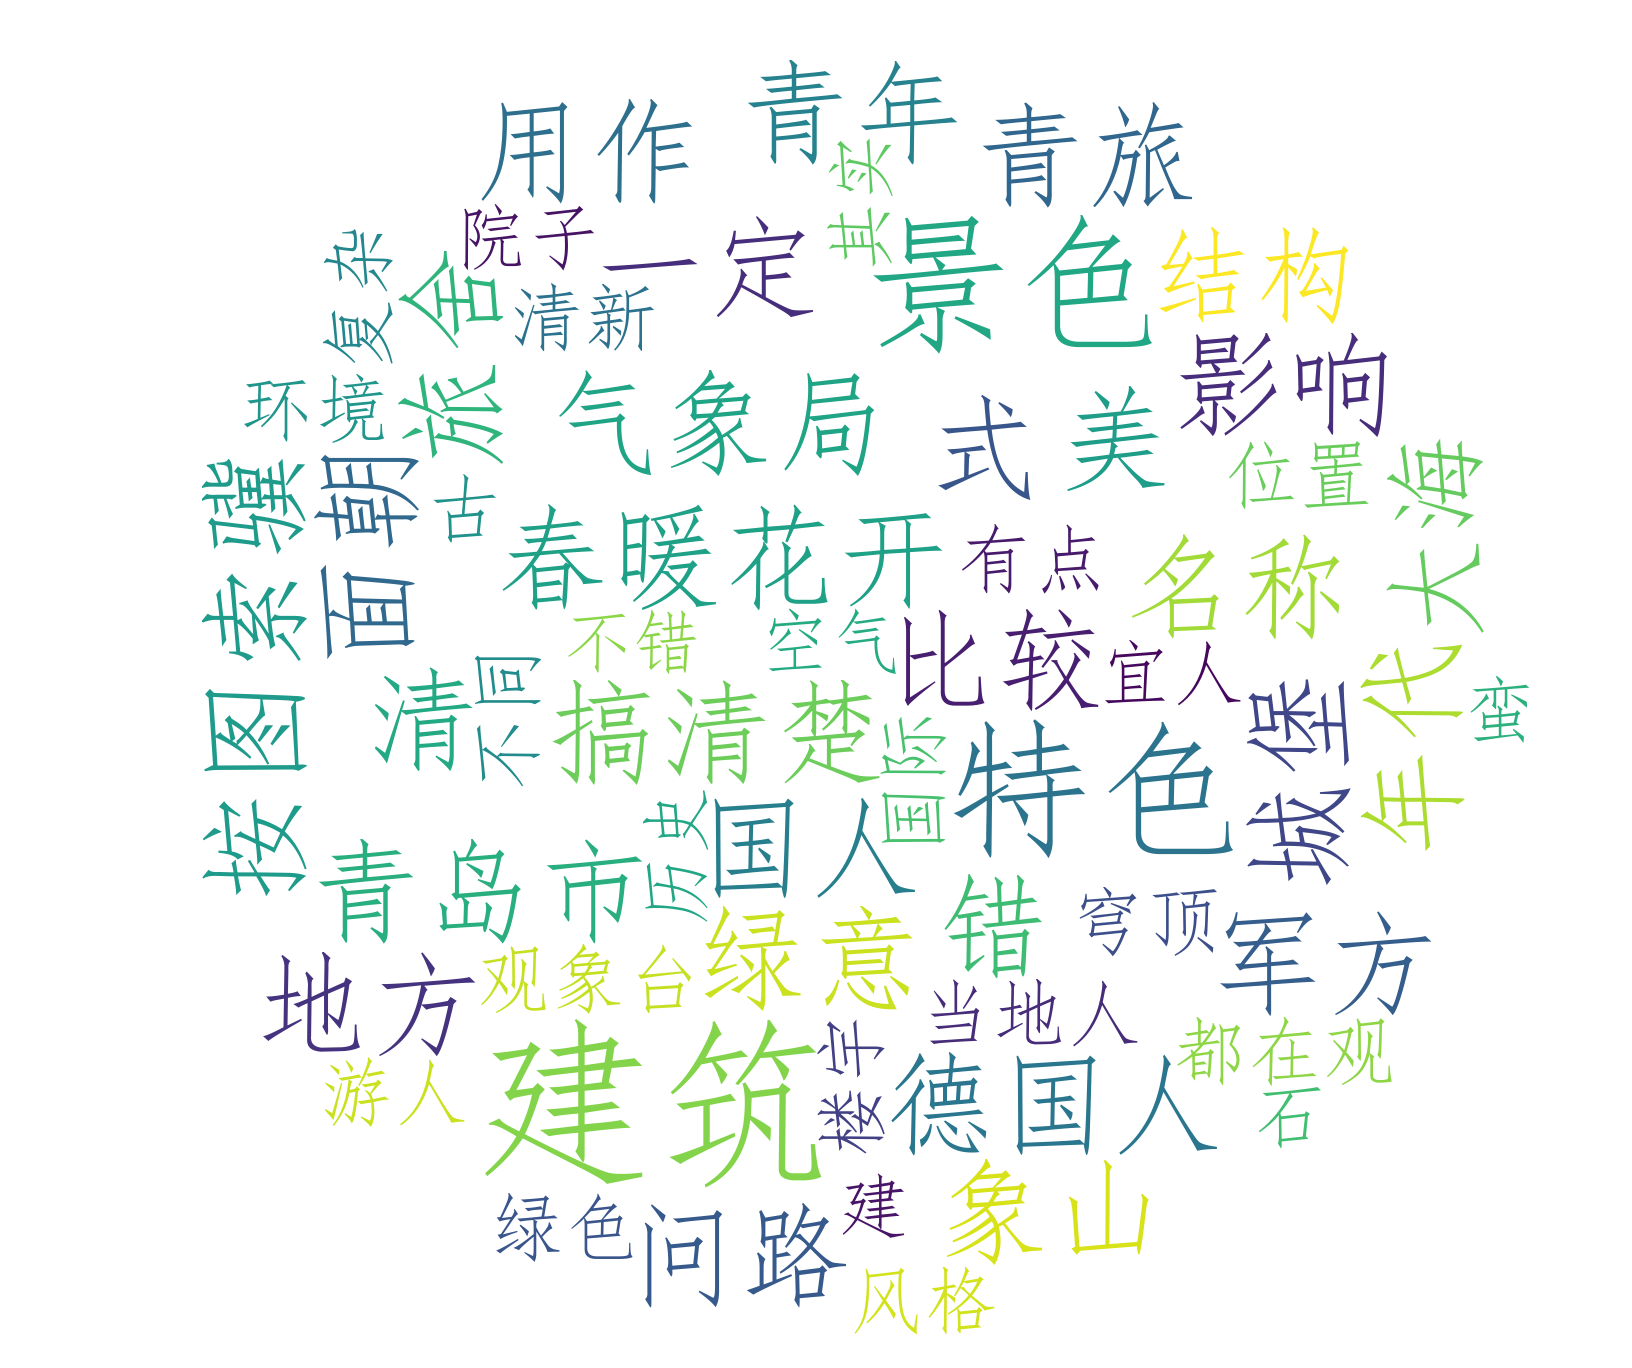 青年
用作
青旅
其实
院子
一定
景色
结构
复杂
旅舍
清新
影响
环境
气象局
式
美
位置
大海
按图索骥
面朝
古
春暖花开
有点
名称
不错
空气
比较
宜人
不同
清
搞清楚
国际
年代
蛮
特色
城堡
历史
国人
青岛市
错
绿意
穹顶
军方
地方
观象台
当地人
楼宇
都在观
游人
建筑
德国人
石
绿色
问路
建
象山
风格